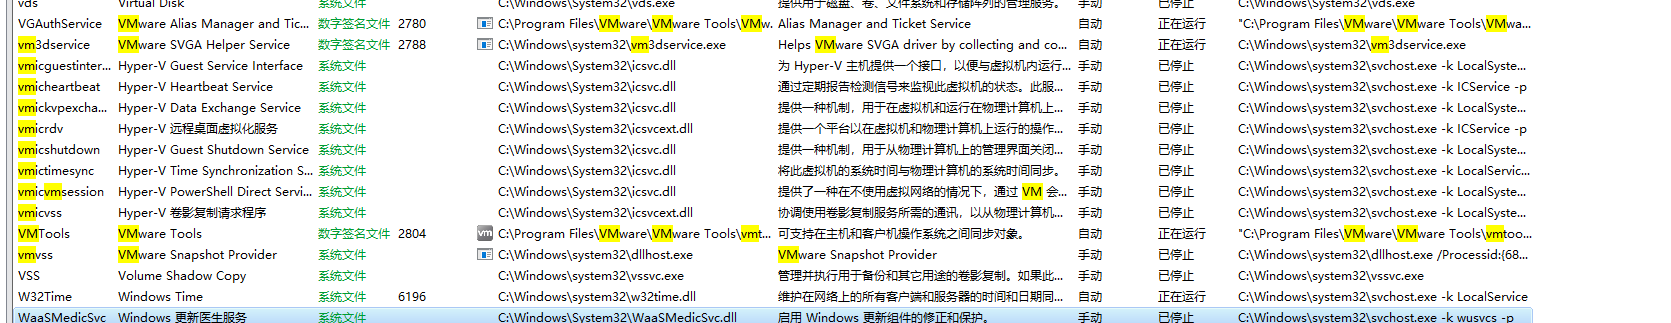 vds Virtual Disk 系统文件 C:\Windows\System32\vds.exe 提供用于磁盘、卷、文件系统和存储阵列的管理服务。 手动 已停止 C:\Windows\System32\vds.exe
VGAuthService VMware Alias Manager and Tic... 数字签名文件 2780 C:\Program Files\VMware\VMware Tools\VMw... Alias Manager and Ticket Service 自动 正在运行 "C:\Program Files\VMware\VMware Tools\VMwa...
vm3dservice VMware SVGA Helper Service 数字签名文件 2788 C:\Windows\system32\vm3dservice.exe Helps VMware SVGA driver by collecting and co... 自动 正在运行 C:\Windows\system32\vm3dservice.exe
vmicguestinter... Hyper-V Guest Service Interface 系统文件 C:\Windows\System32\icsvc.dll 为 Hyper-V 主机提供一个接口，以便与虚拟机内运行... 手动 已停止 C:\Windows\system32\svchost.exe -k LocalSyste...
vmicheartbeat Hyper-V Heartbeat Service 系统文件 C:\Windows\System32\icsvc.dll 通过定期报告检测信号来监视此虚拟机的状态。此服... 手动 已停止 C:\Windows\system32\svchost.exe -k ICService -p
vmickvpexcha... Hyper-V Data Exchange Service 系统文件 C:\Windows\System32\icsvc.dll 提供一种机制，用于在虚拟机和运行在物理计算机上... 手动 已停止 C:\Windows\system32\svchost.exe -k LocalSyste...
vmicrdv Hyper-V 远程桌面虚拟化服务 系统文件 C:\Windows\System32\icsvcext.dll 提供一个平台以在虚拟机和物理计算机上运行的操作... 手动 已停止 C:\Windows\system32\svchost.exe -k ICService -p
vmicshutdown Hyper-V Guest Shutdown Service 系统文件 C:\Windows\System32\icsvc.dll 提供一种机制，用于从物理计算机上的管理界面关闭... 手动 已停止 C:\Windows\system32\svchost.exe -k LocalSyste...
vmictimesync Hyper-V Time Synchronization S... 系统文件 C:\Windows\System32\icsvc.dll 将此虚拟机的系统时间与物理计算机的系统时间同步。 手动 已停止 C:\Windows\system32\svchost.exe -k LocalServic...
vmicvmsession Hyper-V PowerShell Direct Servi... 系统文件 C:\Windows\System32\icsvc.dll 提供了一种在不使用虚拟网络的情况下，通过 VM 会... 手动 已停止 C:\Windows\system32\svchost.exe -k LocalSyste...
vmicvss Hyper-V 卷影复制请求程序 系统文件 C:\Windows\System32\icsvcext.dll 协调使用卷影复制服务所需的通讯，以从物理计算机... 手动 已停止 C:\Windows\system32\svchost.exe -k LocalSyste...
VMTools VMware Tools 数字签名文件 2804 vm C:\Program Files\VMware\VMware Tools\vmt... 可支持在主机和客户机操作系统之间同步对象。 自动 正在运行 "C:\Program Files\VMware\VMware Tools\vmtoo...
vmvss VMware Snapshot Provider 系统文件 C:\Windows\system32\dllhost.exe VMware Snapshot Provider 手动 已停止 C:\Windows\system32\dllhost.exe /Processid:{68...
VSS Volume Shadow Copy 系统文件 C:\Windows\system32\vssvc.exe 管理并执行用于备份和其它用途的卷影复制。如果此... 手动 已停止 C:\Windows\system32\vssvc.exe
W32Time Windows Time 系统文件 6196 C:\Windows\system32\w32time.dll 维护在网络上的所有客户端和服务器的时间和日期同... 自动 正在运行 C:\Windows\system32\svchost.exe -k LocalService
WaaSMedicSvc Windows 更新医生服务 系统文件 C:\Windows\System32\WaaSMedicSvc.dll 启用 Windows 更新组件的修正和保护。 手动 已停止 C:\Windows\system32\svchost.exe -k wusvcs -p